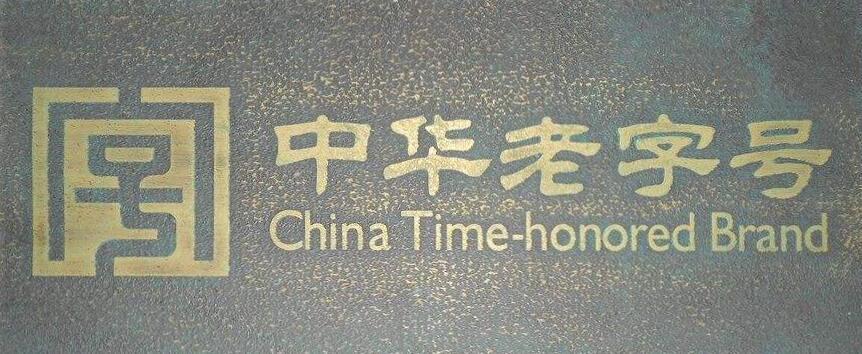 中华老字号
China Time-honored Brand